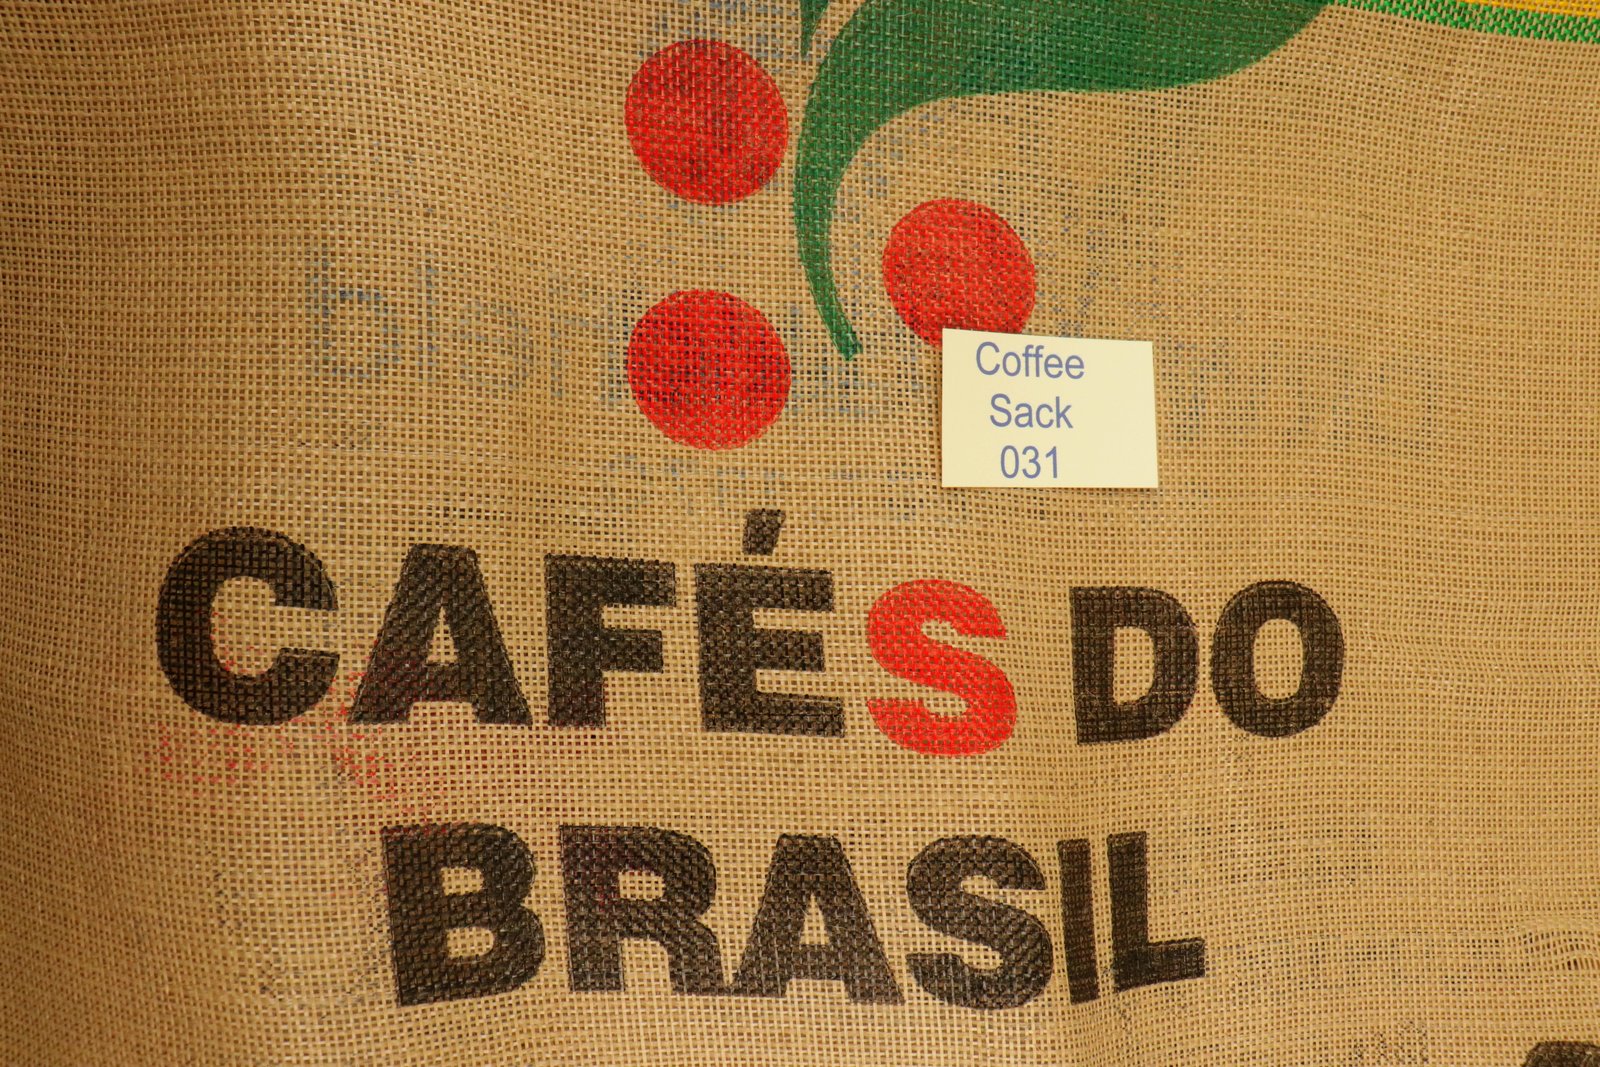 Coffee
Sack
031
CAFÉS DO
BRASIL